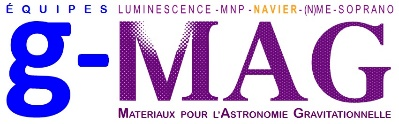 ÉQUIPES LUMINESCENCE-MNP-NAVIER-(N)ME-SOPRANO
g-MAG
MATERIAUX POUR L'ASTRONOMIE GRAVITATIONNELLE